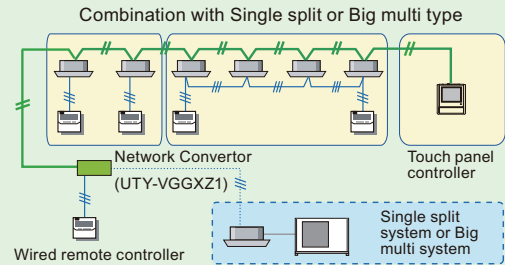 Combination with Single split or Big multi type
Network Convertor
(UTY-VGGXZ1)
Touch panel
controller
Wired remote controller
Single split
system or Big
multi system